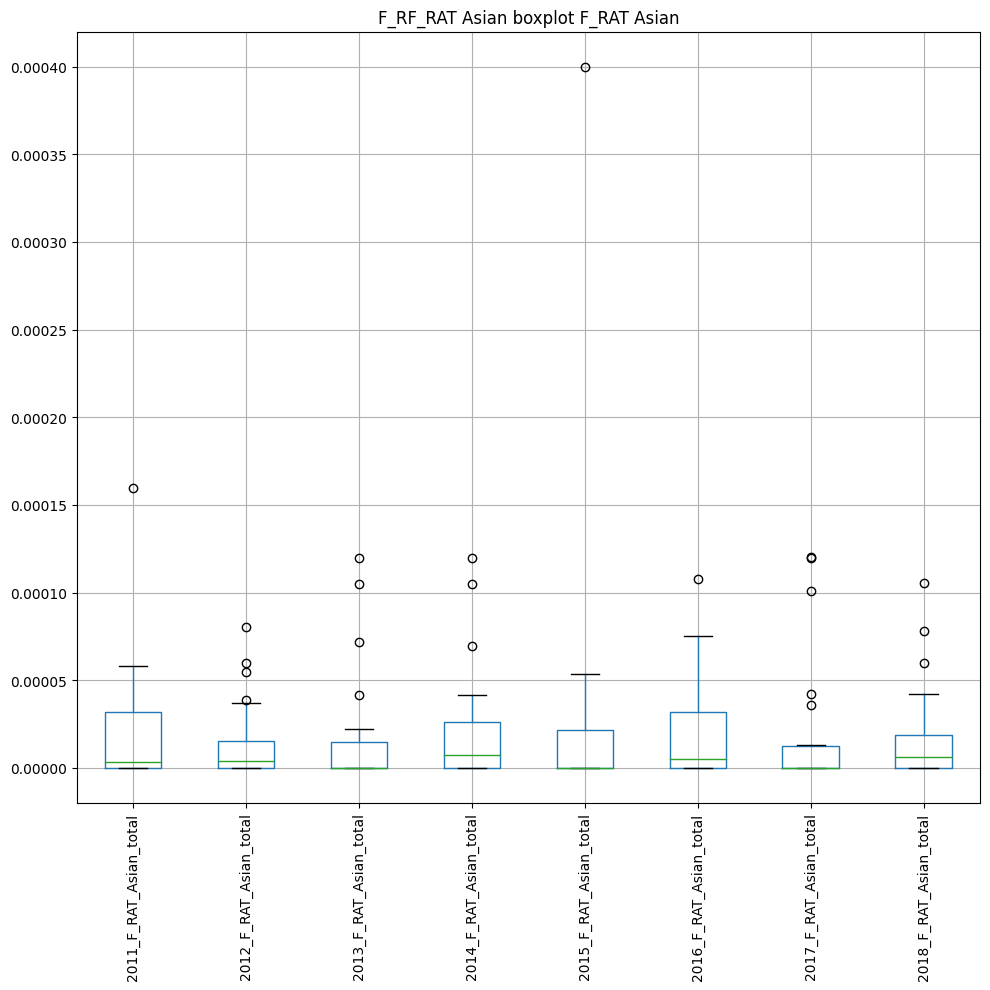 F_RF_RAT Asian boxplot F_RAT Asian
0.00040
0.00035
0.00030
0.00025
0.00020
0.00015
0.00010
0.00005
0.00000
2011_F_RAT_Asian_total
2012_F_RAT_Asian_total
2013_F_RAT_Asian_total
2014_F_RAT_Asian_total
2015_F_RAT_Asian_total
2016_F_RAT_Asian_total
2017_F_RAT_Asian_total
2018_F_RAT_Asian_total